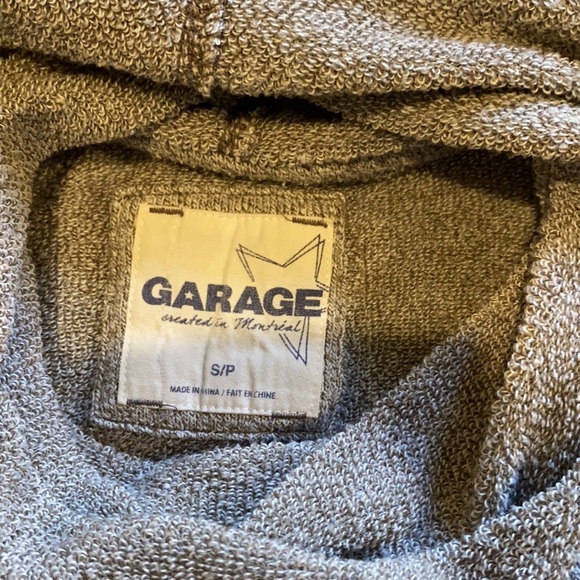 GARAGE
created in Montréal
S/P
MADE IN CHINA / FAIT EN CHINE